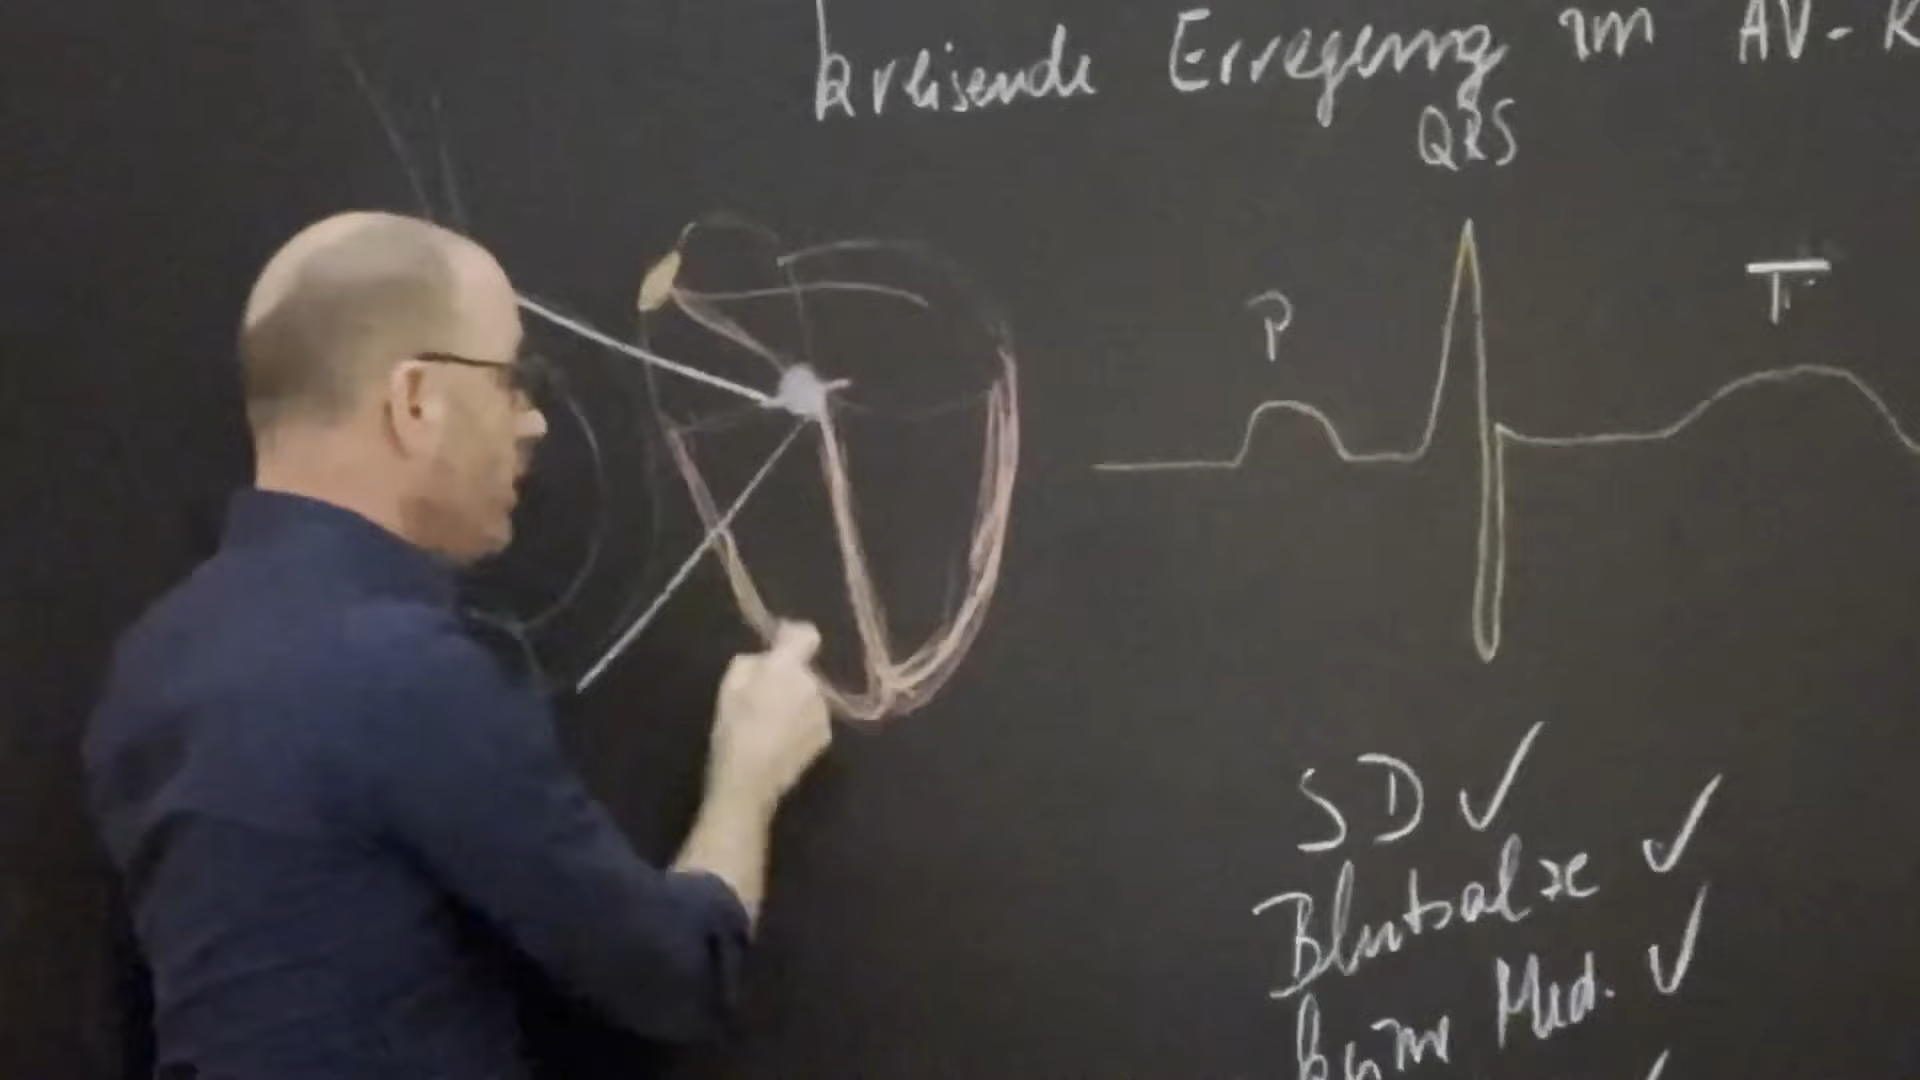 kreisende Erregung im AV-K
QRS
P
T
SD ✓
Blutsalze ✓
Med. ✓